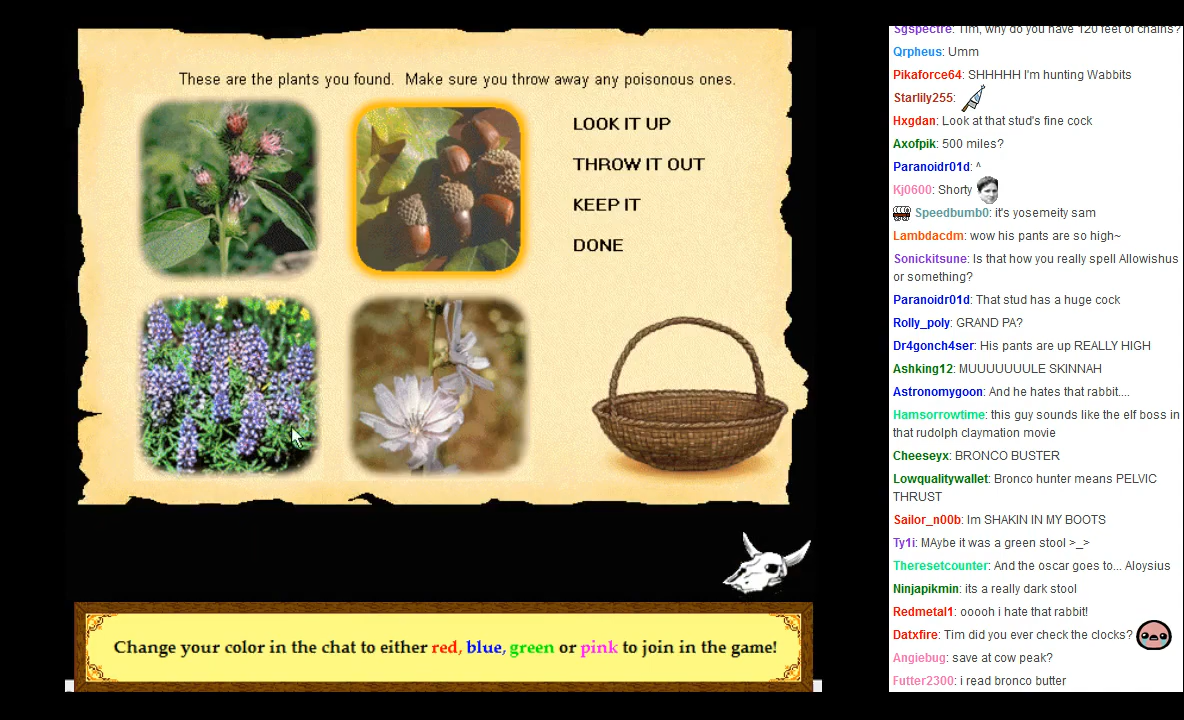 These are the plants you found. Make sure you throw away any poisonous ones.
LOOK IT UP
THROW IT OUT
KEEP IT
DONE
Change your color in the chat to either red, blue, green or pink to join in the game!
Sgspectre: Tim, why do you have 120 feet of chains?
Qrpheus: Umm
Pikaforce64: SHHHHH I'm hunting Wabbits
Starlily255:
Hxgdan: Look at that stud's fine cock
Axofpik: 500 miles?
Paranoidr01d: ^
Kj0600: Shorty
Speedbumb0: it's yosemeity sam
Lambdacdm: wow his pants are so high~
Sonickitsune: Is that how you really spell Allowishus
or something?
Paranoidr01d: That stud has a huge cock
Rolly_poly: GRAND PA?
Dr4gonch4ser: His pants are up REALLY HIGH
Ashking12: MUUUUUUULE SKINNAH
Astronomygoon: And he hates that rabbit....
Hamsorrowtime: this guy sounds like the elf boss in
that rudolph claymation movie
Cheeseyx: BRONCO BUSTER
Lowqualitywallet: Bronco hunter means PELVIC
THRUST
Sailor_n00b: Im SHAKIN IN MY BOOTS
Ty1i: MAybe it was a green stool >_>
Theresetcounter: And the oscar goes to... Aloysius
Ninjapikmin: its a really dark stool
Redmetal1: ooooh i hate that rabbit!
Datxfire: Tim did you ever check the clocks?
Angiebug: save at cow peak?
Futter2300: i read bronco butter